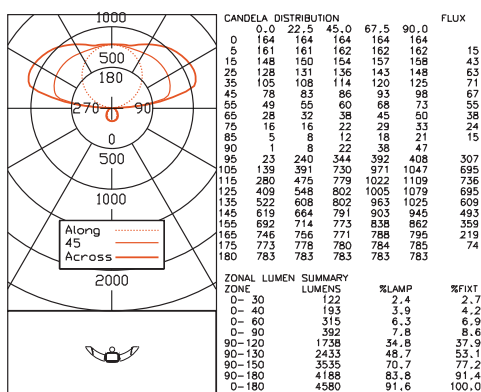 1000
500
180
270
90
0
500
1000
Along
45
Across
2000
CANDELA DISTRIBUTION FLUX
0.0 22.5 45.0 67.5 90.0
0 164 164 164 164 164
5 161 161 162 162 162 15
15 148 150 154 157 158 43
25 128 131 136 143 148 63
35 105 108 114 120 125 71
45 78 83 86 93 98 67
55 49 55 60 68 73 55
65 28 32 38 45 50 38
75 16 16 22 29 33 24
85 5 8 12 18 21 15
90 1 8 22 38 47
95 23 240 344 392 408 307
105 139 391 730 971 1047 695
115 280 475 779 1022 1109 736
125 409 548 802 1005 1079 695
135 522 608 802 963 1025 609
145 619 664 791 903 945 493
155 692 714 773 838 862 359
165 746 756 771 788 795 219
175 773 778 780 784 785 74
180 783 783 783 783 783
ZONAL LUMEN SUMMARY
ZONE LUMENS %LAMP %FIXT
0- 30 122 2.4 2.7
0- 40 193 3.9 4.2
0- 60 315 6.3 6.9
0- 90 392 7.8 8.6
90-120 1738 34.8 37.9
90-130 2433 48.7 53.1
90-150 3535 70.7 77.2
90-180 4188 83.8 91.4
0-180 4580 91.6 100.0